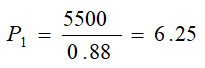 P₁ = 5500 / 0.88 = 6.25